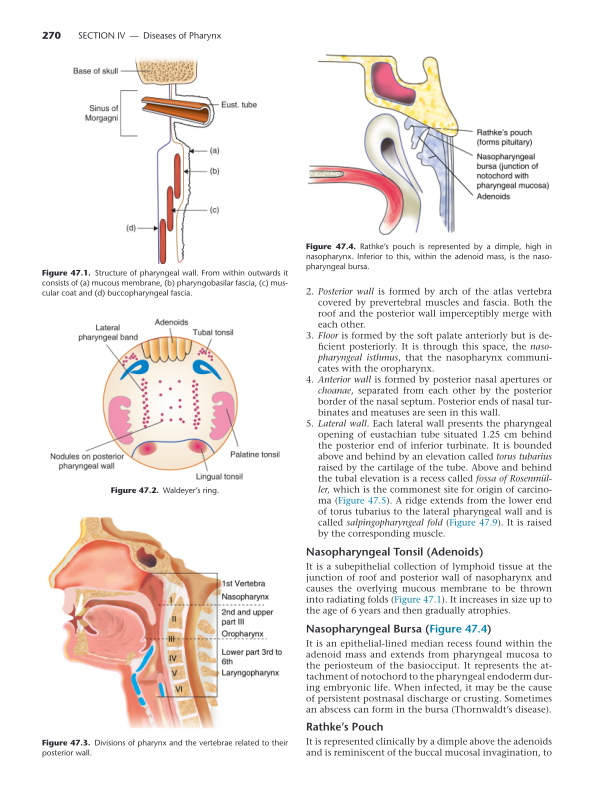 270 SECTION IV — Diseases of Pharynx
Base of skull
Sinus of
Morgagni
Eust. tube
(a)
(b)
(c)
(d)
Figure 47.1. Structure of pharyngeal wall. From within outwards it
consists of (a) mucous membrane, (b) pharyngobasilar fascia, (c) mus-
cular coat and (d) buccopharyngeal fascia.
Lateral
pharyngeal band
Adenoids
Tubal tonsil
Nodules on posterior
pharyngeal wall
Palatine tonsil
Lingual tonsil
Figure 47.2. Waldeyer's ring.
I
II
III
IV
V
VI
1st Vertebra
Nasopharynx
2nd and upper
part III
Oropharynx
Lower part 3rd to
6th
Laryngopharynx
Figure 47.3. Divisions of pharynx and the vertebrae related to their
posterior wall.
Rathke's pouch
(forms pituitary)
Nasopharyngeal
bursa (junction of
notochord with
pharyngeal mucosa)
Adenoids
Figure 47.4. Rathke's pouch is represented by a dimple, high in
nasopharynx. Inferior to this, within the adenoid mass, is the naso-
pharyngeal bursa.
2. Posterior wall is formed by arch of the atlas vertebra
covered by prevertebral muscles and fascia. Both the
roof and the posterior wall imperceptibly merge with
each other.
3. Floor is formed by the soft palate anteriorly but is de-
ficient posteriorly. It is through this space, the naso-
pharyngeal isthmus, that the nasopharynx communi-
cates with the oropharynx.
4. Anterior wall is formed by posterior nasal apertures or
choanae, separated from each other by the posterior
border of the nasal septum. Posterior ends of nasal tur-
binates and meatuses are seen in this wall.
5. Lateral wall. Each lateral wall presents the pharyngeal
opening of eustachian tube situated 1.25 cm behind
the posterior end of inferior turbinate. It is bounded
above and behind by an elevation called torus tubarius
raised by the cartilage of the tube. Above and behind
the tubal elevation is a recess called fossa of Rosenmül-
ler, which is the commonest site for origin of carcino-
ma (Figure 47.5). A ridge extends from the lower end
of torus tubarius to the lateral pharyngeal wall and is
called salpingopharyngeal fold (Figure 47.9). It is raised
by the corresponding muscle.
Nasopharyngeal Tonsil (Adenoids)
It is a subepithelial collection of lymphoid tissue at the
junction of roof and posterior wall of nasopharynx and
causes the overlying mucous membrane to be thrown
into radiating folds (Figure 47.1). It increases in size up to
the age of 6 years and then gradually atrophies.
Nasopharyngeal Bursa (Figure 47.4)
It is an epithelial-lined median recess found within the
adenoid mass and extends from pharyngeal mucosa to
the periosteum of the basiocciput. It represents the at-
tachment of notochord to the pharyngeal endoderm dur-
ing embryonic life. When infected, it may be the cause
of persistent postnasal discharge or crusting. Sometimes
an abscess can form in the bursa (Thornwaldt's disease).
Rathke's Pouch
It is represented clinically by a dimple above the adenoids
and is reminiscent of the buccal mucosal invagination, to